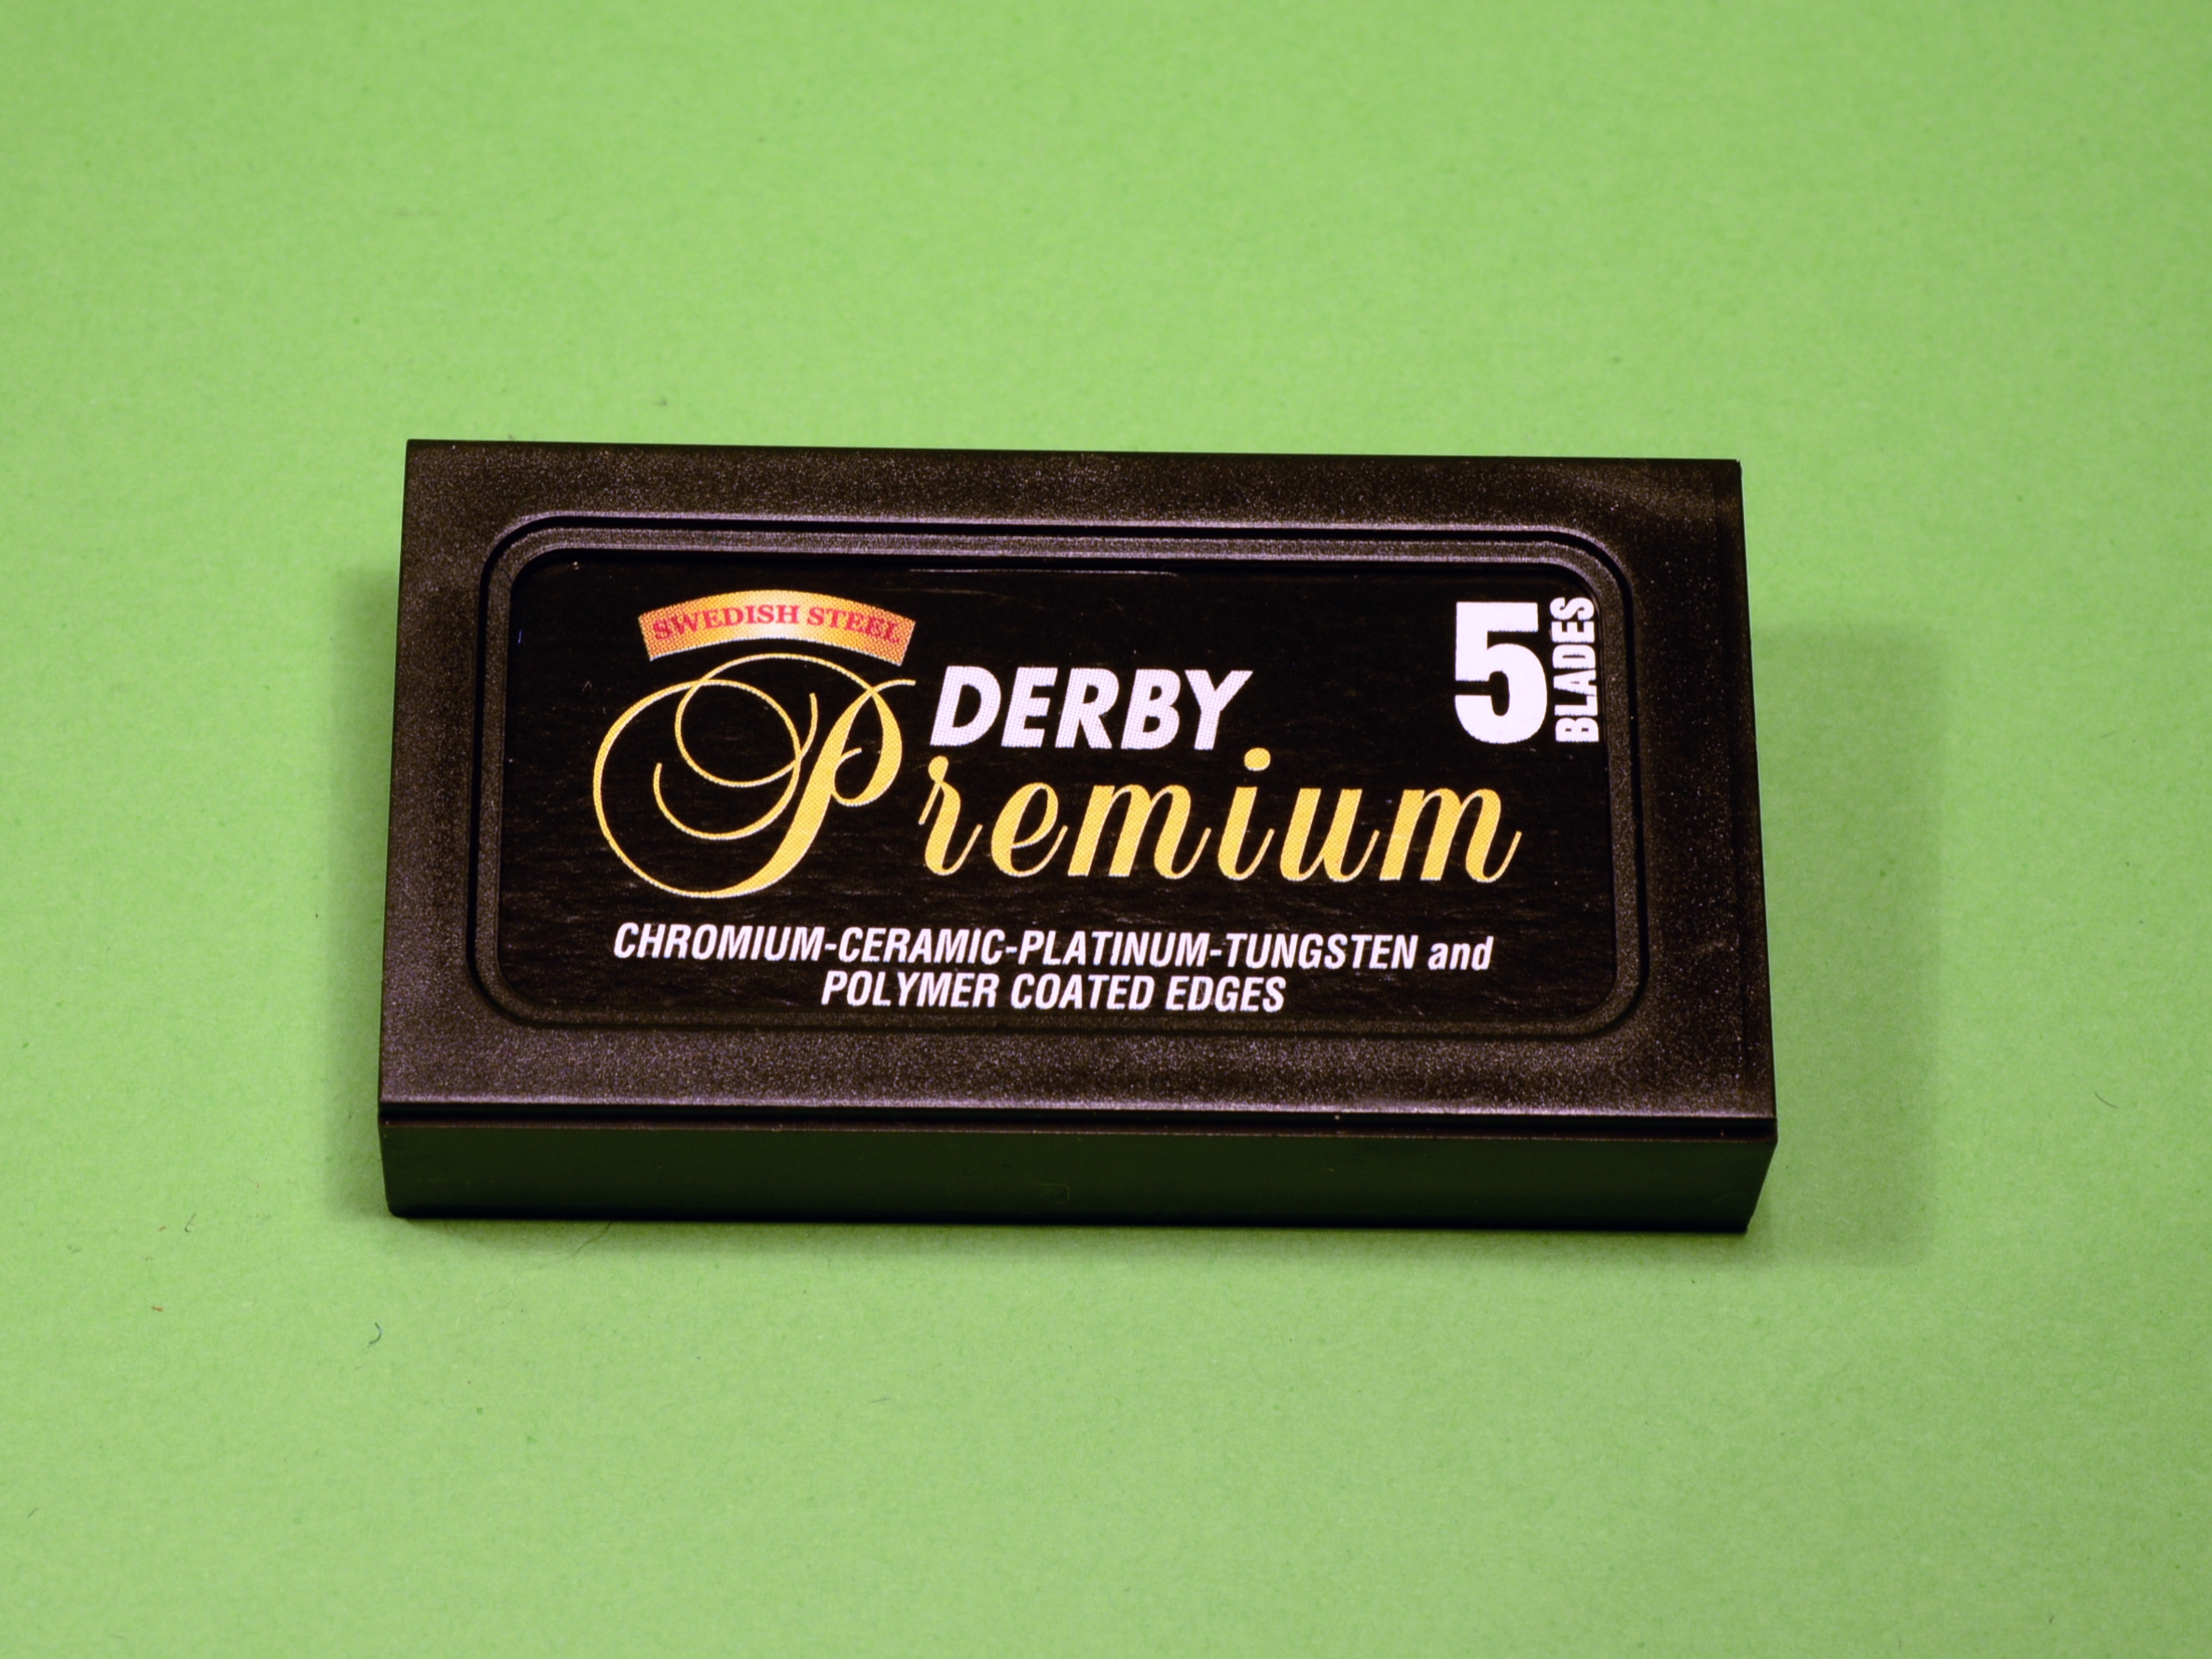 SWEDISH STEEL
DERBY
Premium
5
BLADES
CHROMIUM-CERAMIC-PLATINUM-TUNGSTEN and
POLYMER COATED EDGES